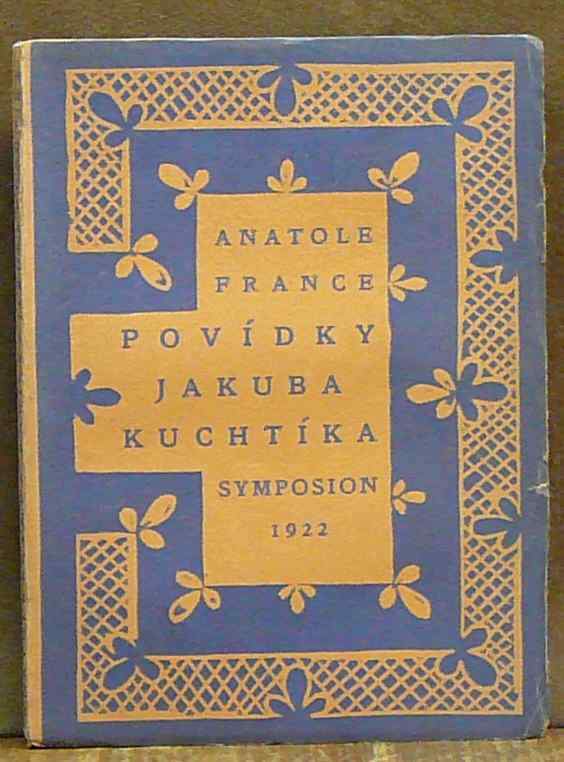 ANATOLE
FRANCE
POVÍDKY
JAKUBA
KUCHTÍKA
SYMPOSION
1922